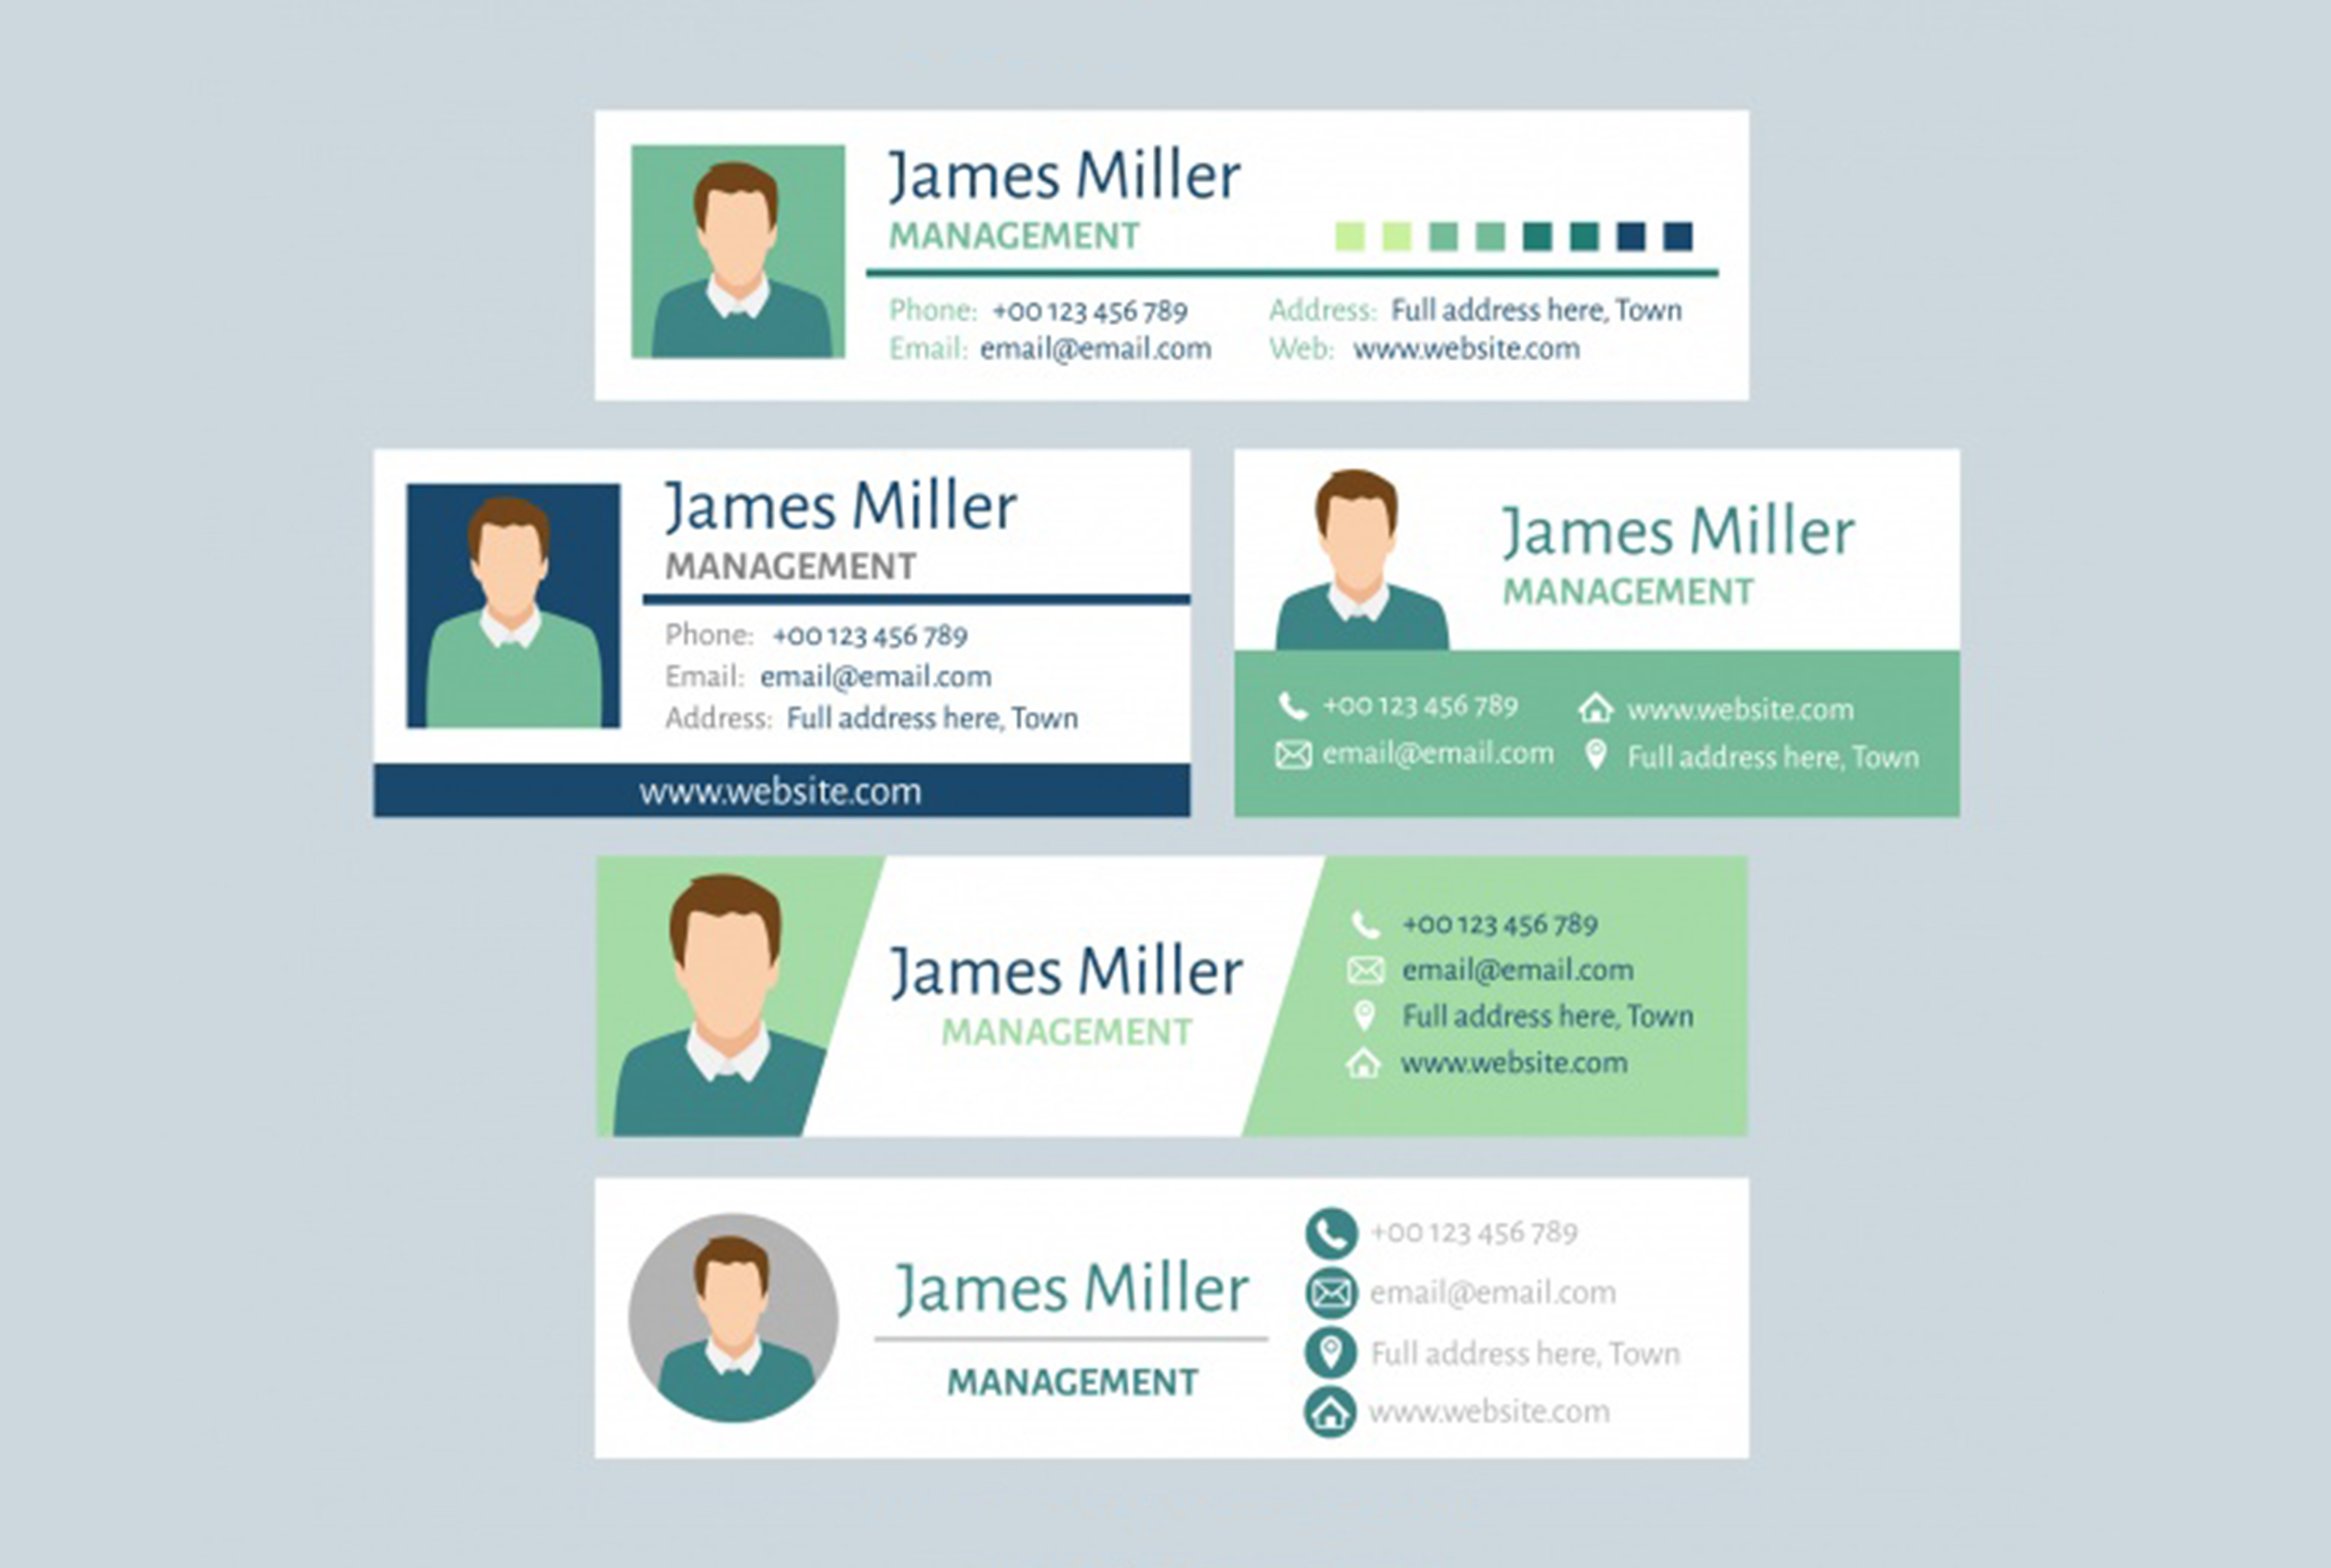 James Miller
MANAGEMENT
Phone: +00 123 456 789 Address: Full address here, Town
Email: email@email.com Web: www.website.com
James Miller
MANAGEMENT
Phone: +00 123 456 789
Email: email@email.com
Address: Full address here, Town
www.website.com
James Miller
MANAGEMENT
+00 123 456 789 www.website.com
email@email.com Full address here, Town
James Miller
MANAGEMENT
+00 123 456 789
email@email.com
Full address here, Town
www.website.com
James Miller
MANAGEMENT
+00 123 456 789
email@email.com
Full address here, Town
www.website.com